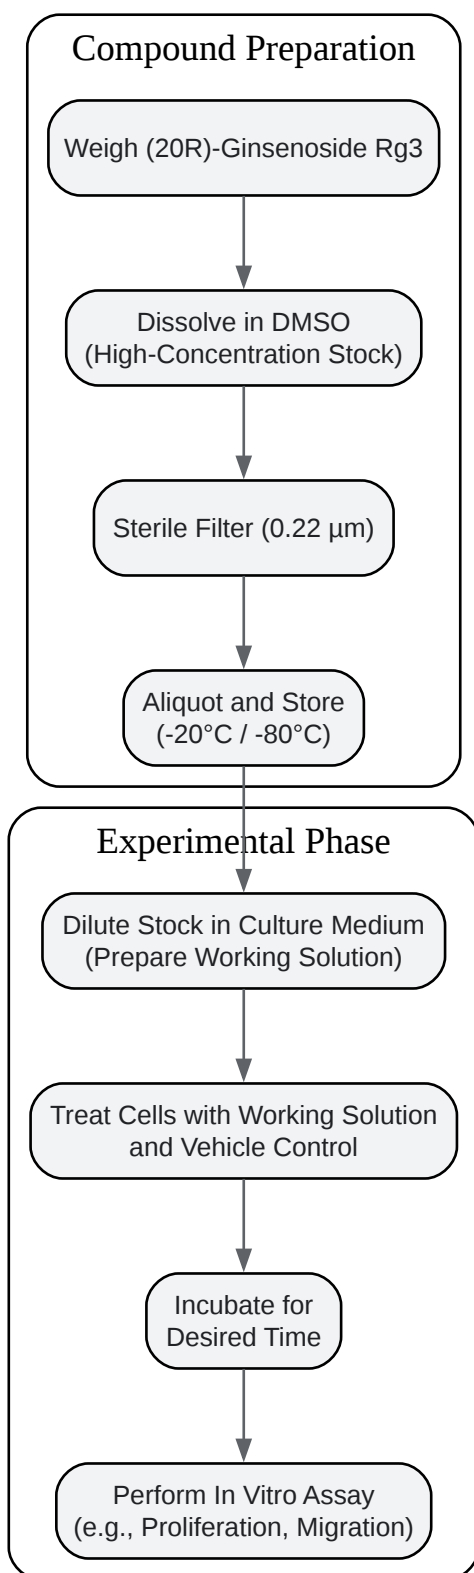 Compound Preparation
Weigh (20R)-Ginsenoside Rg3
Dissolve in DMSO
(High-Concentration Stock)
Sterile Filter (0.22 µm)
Aliquot and Store
(-20°C / -80°C)
Experimental Phase
Dilute Stock in Culture Medium
(Prepare Working Solution)
Treat Cells with Working Solution
and Vehicle Control
Incubate for
Desired Time
Perform In Vitro Assay
(e.g., Proliferation, Migration)